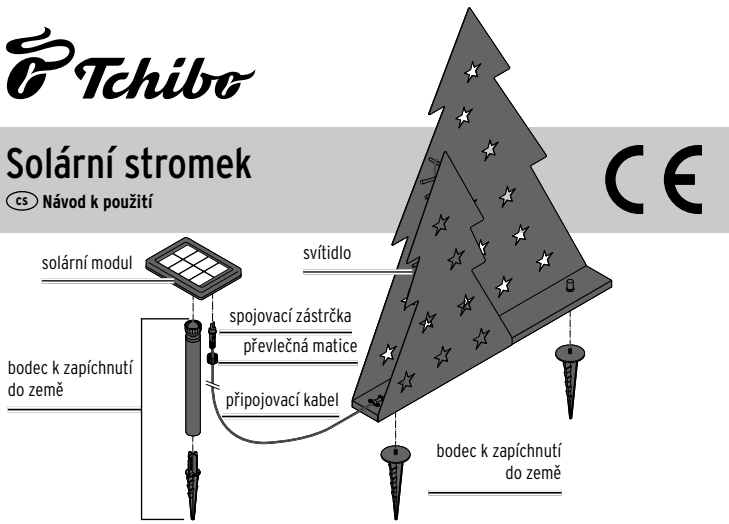 Tchibo
Solární stromek
cs Návod k použití
CE
solární modul
svítidlo
spojovací zástrčka
převlečná matice
bodec k zapíchnutí
do země
připojovací kabel
bodec k zapíchnutí
do země